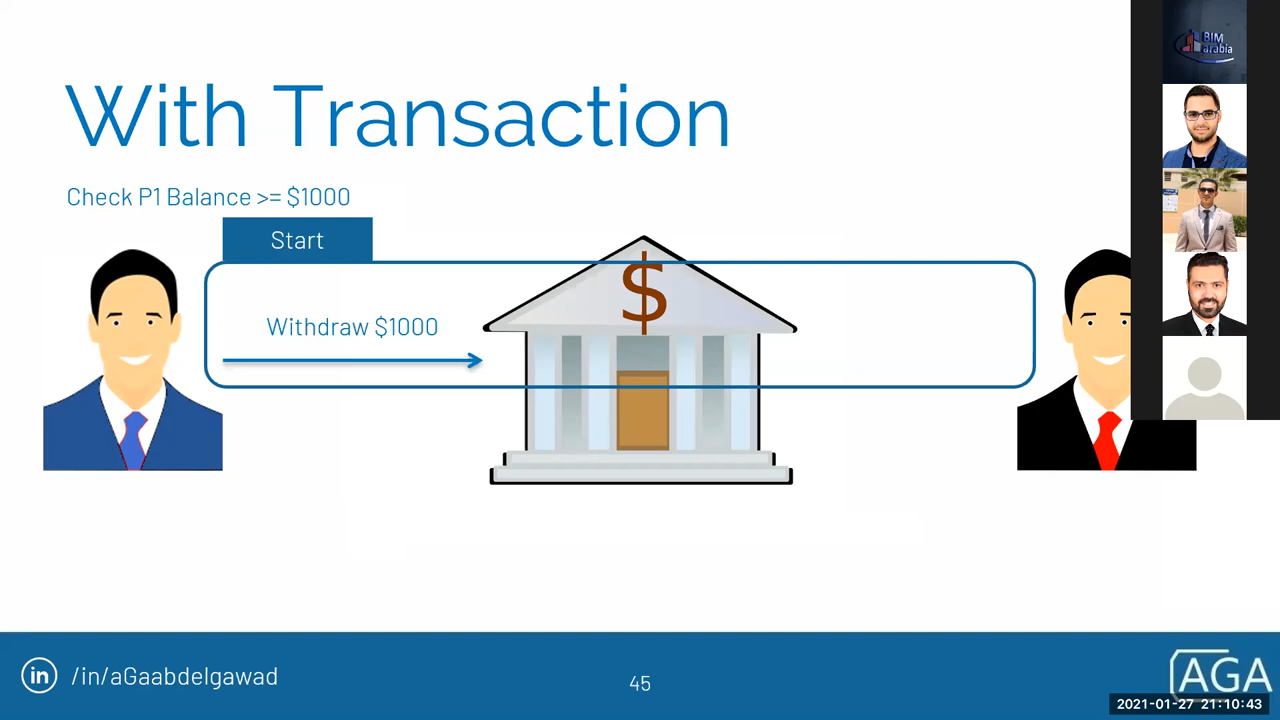 With Transaction
Check P1 Balance >= $1000
Start
$
Withdraw $1000
BIM
arabia
in
/in/aGaabdelgawad
45
AGA
2021-01-27 21:10:43